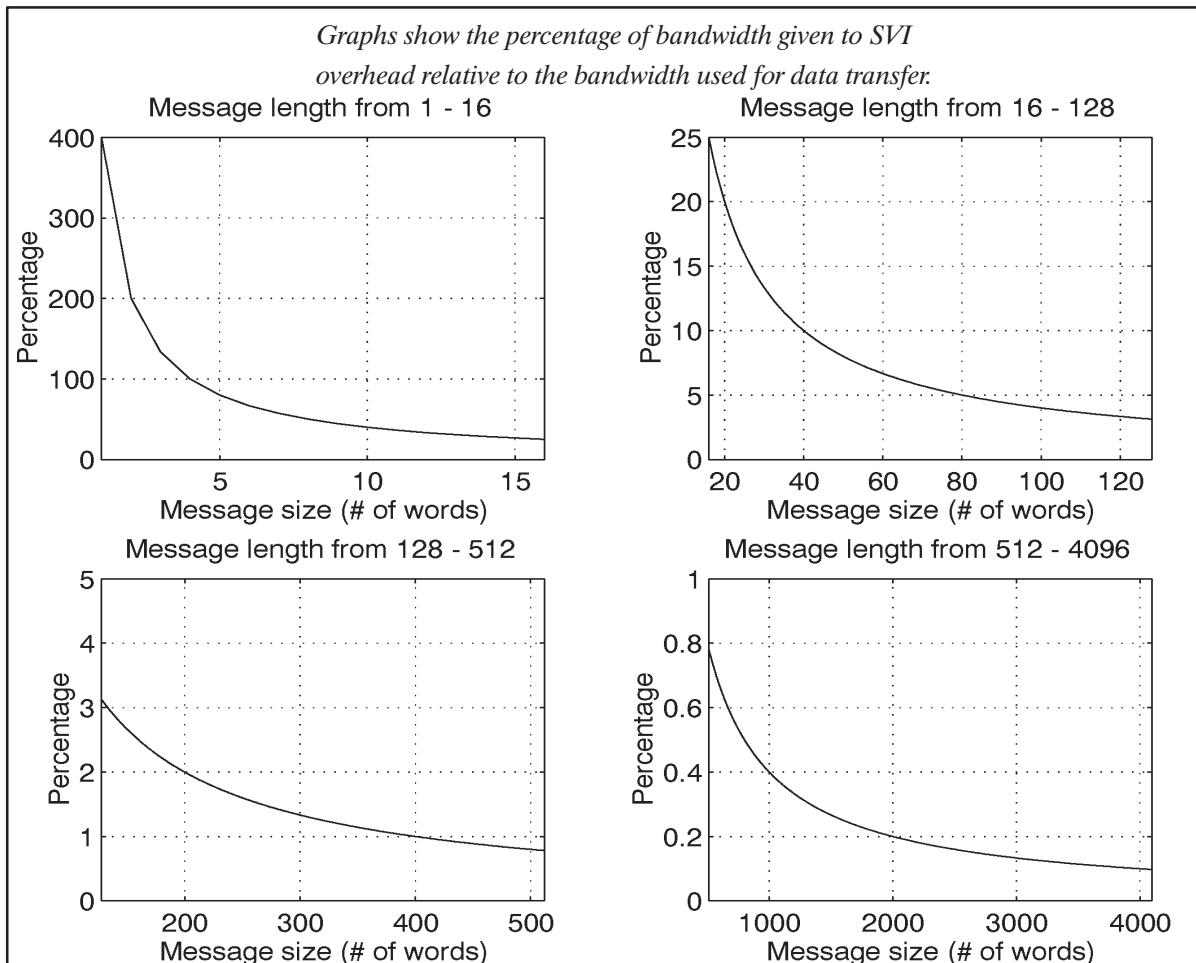 Graphs show the percentage of bandwidth given to SVI
overhead relative to the bandwidth used for data transfer.
Message length from 1 - 16
400
300
200
100
0
Percentage
5
10
15
Message size (# of words)
Message length from 16 - 128
25
20
15
10
5
0
Percentage
20
40
60
80
100
120
Message size (# of words)
Message length from 128 - 512
5
4
3
2
1
0
Percentage
200
300
400
500
Message size (# of words)
Message length from 512 - 4096
1
0.8
0.6
0.4
0.2
0
Percentage
1000
2000
3000
4000
Message size (# of words)